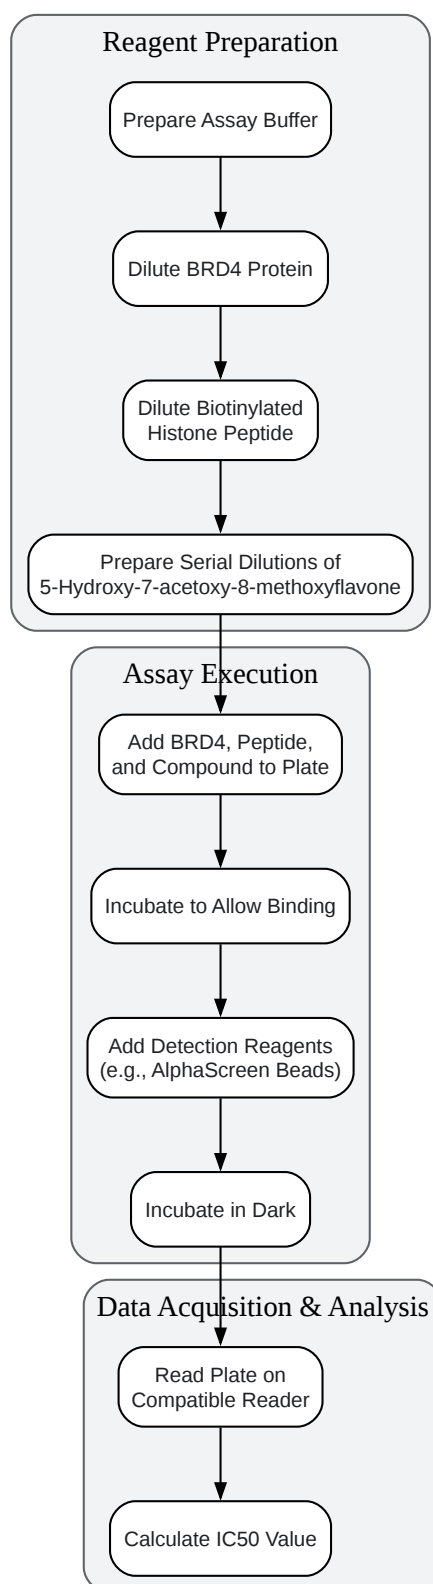 Reagent Preparation
Prepare Assay Buffer
Dilute BRD4 Protein
Dilute Biotinylated
Histone Peptide
Prepare Serial Dilutions of
5-Hydroxy-7-acetoxy-8-methoxyflavone
Assay Execution
Add BRD4, Peptide,
and Compound to Plate
Incubate to Allow Binding
Add Detection Reagents
(e.g., AlphaScreen Beads)
Incubate in Dark
Data Acquisition & Analysis
Read Plate on
Compatible Reader
Calculate IC50 Value